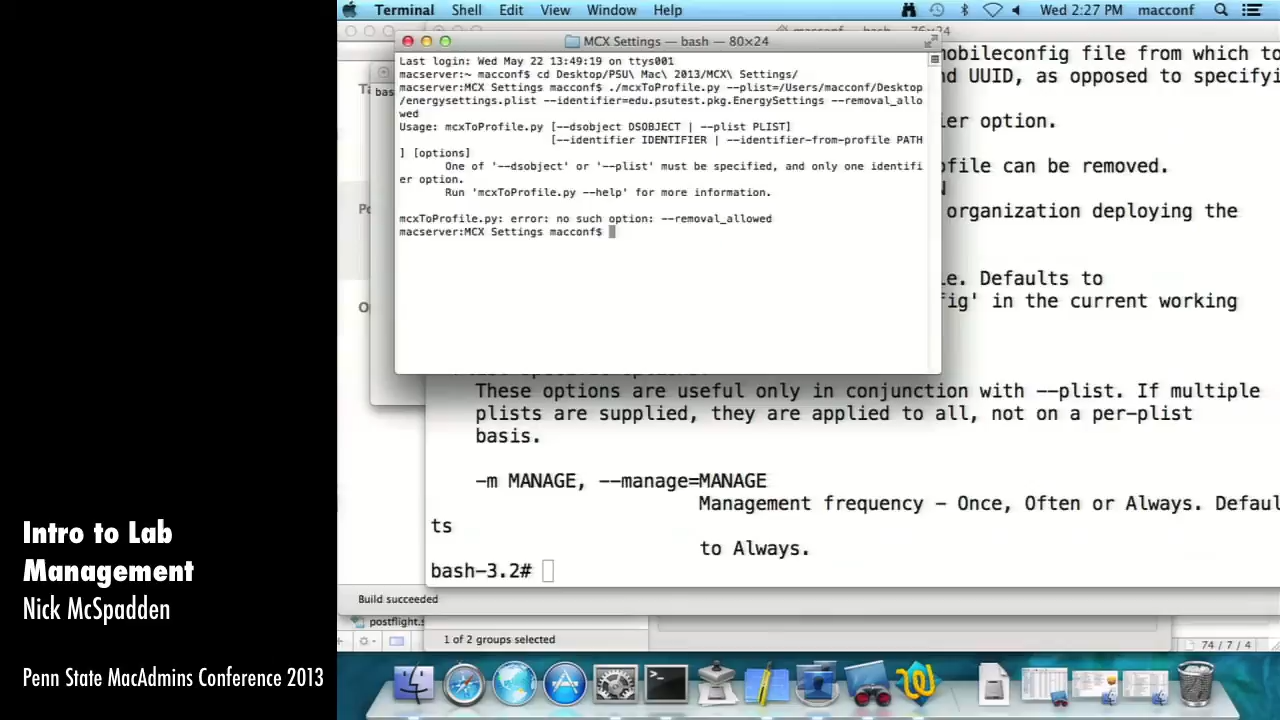 Terminal Shell Edit View Window Help Wed 2:27 PM macconf
MCX Settings — bash — 80×24
Last login: Wed May 22 13:49:19 on ttys001
macserver:~ macconf$ cd Desktop/PSU\ Mac\ 2013/MCX\ Settings/
macserver:MCX Settings macconf$ ./mcxToProfile.py --plist=/Users/macconf/Desktop
/energysettings.plist --identifier=edu.psutest.pkg.EnergySettings --removal_allo
wed
Usage: mcxToProfile.py [--dsobject DSOBJECT | --plist PLIST]
[--identifier IDENTIFIER | --identifier-from-profile PATH
] [options]
One of '--dsobject' or '--plist' must be specified, and only one identifi
er option.
Run 'mcxToProfile.py --help' for more information.
mcxToProfile.py: error: no such option: --removal_allowed
macserver:MCX Settings macconf$
mobileconfig file from which to
d UUID, as opposed to specifyi
er option.
ofile can be removed.
N
organization deploying the
le. Defaults to
fig' in the current working
These options are useful only in conjunction with --plist. If multiple
plists are supplied, they are applied to all, not on a per-plist
basis.
-m MANAGE, --manage=MANAGE
Management frequency - Once, Often or Always. Defau
ts
to Always.
bash-3.2#
Build succeeded
postflight.s
1 of 2 groups selected
74 / 7 / 4
Intro to Lab
Management
Nick McSpadden
Penn State MacAdmins Conference 2013